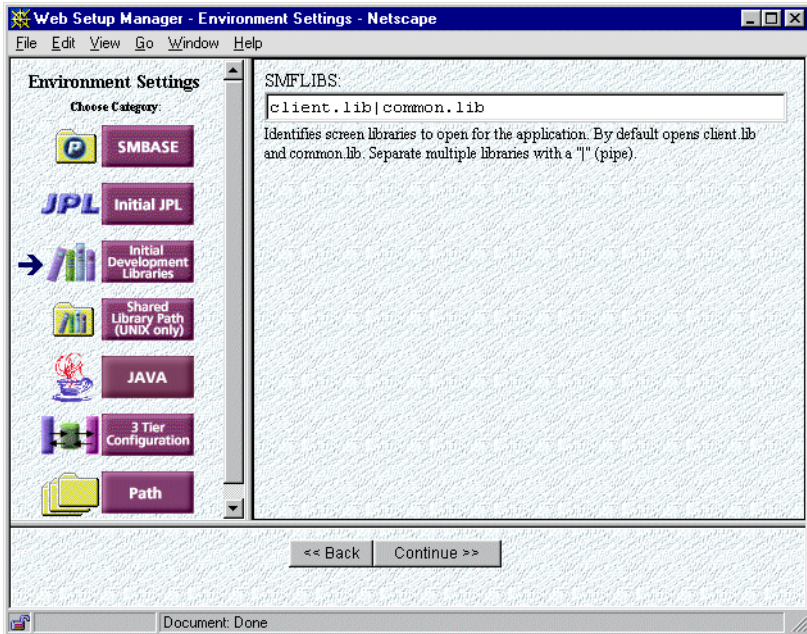 Web Setup Manager - Environment Settings - Netscape
File Edit View Go Window Help
Environment Settings
Choose Category:
P
SMBASE
JPL
Initial JPL
Initial
Development
Libraries
Shared
Library Path
(UNIX only)
JAVA
3 Tier
Configuration
Path
SMFLIBS:
client.lib|common.lib
Identifies screen libraries to open for the application. By default opens client.lib
and common.lib. Separate multiple libraries with a "|" (pipe).
<< Back
Continue >>
Document: Done